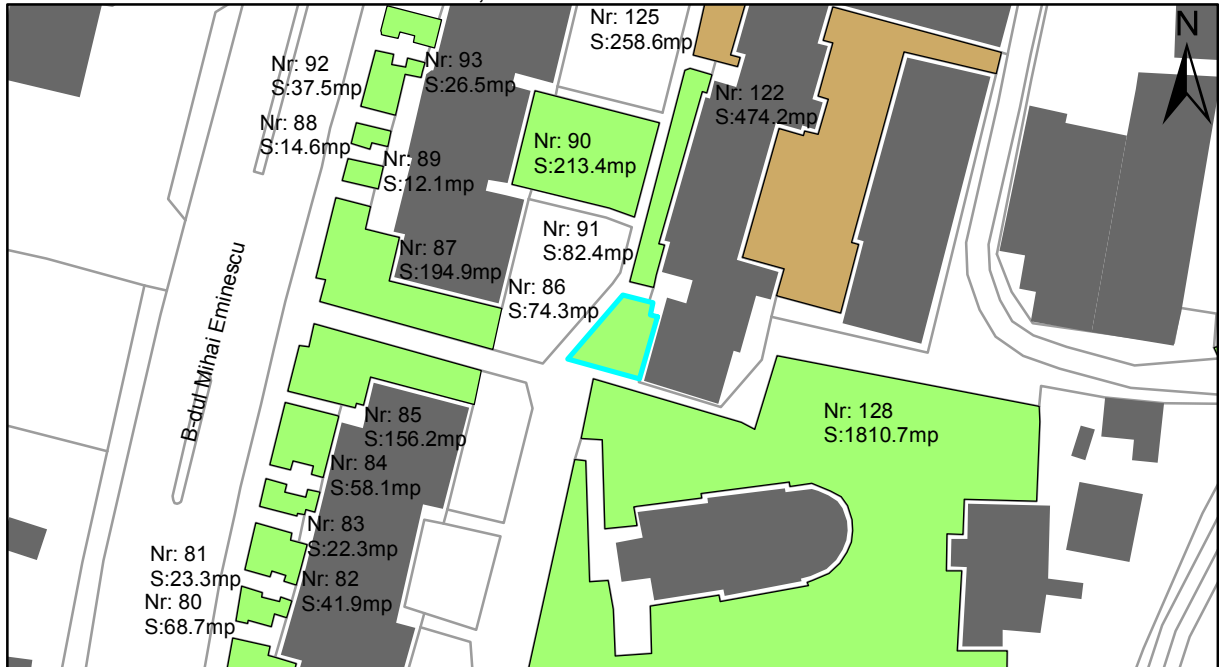 Nr: 125
S:258.6mp
N
Nr: 92
S:37.5mp
Nr: 93
S:26.5mp
Nr: 122
S:474.2mp
Nr: 88
S:14.6mp
Nr: 90
S:213.4mp
Nr: 89
S:12.1mp
Nr: 91
S:82.4mp
Nr: 87
S:194.9mp
Nr: 86
S:74.3mp
B-dul Mihai Eminescu
Nr: 128
S:1810.7mp
Nr: 85
S:156.2mp
Nr: 84
S:58.1mp
Nr: 83
S:22.3mp
Nr: 81
S:23.3mp
Nr: 82
S:41.9mp
Nr: 80
S:68.7mp